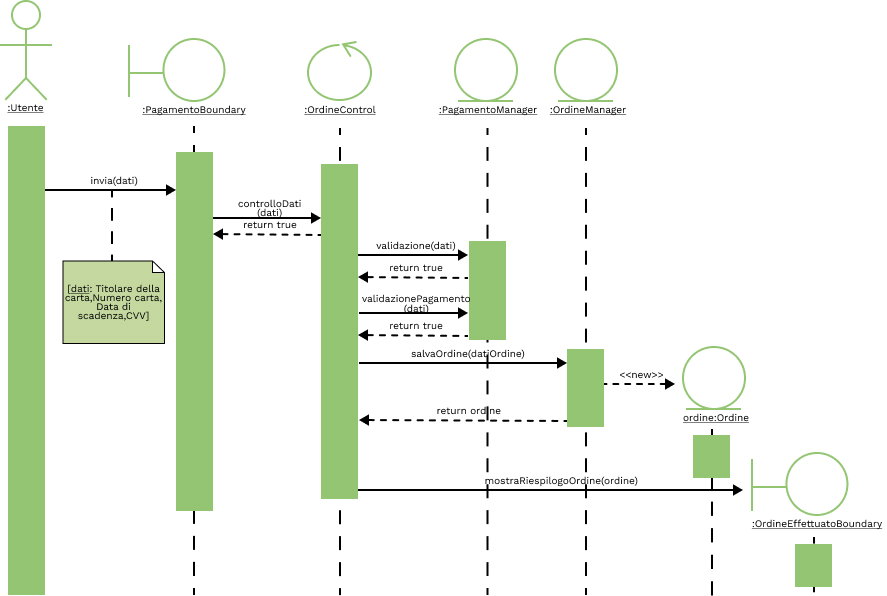 :Utente
:PagamentoBoundary
:OrdineControl
:PagamentoManager
:OrdineManager
invia(dati)
controlloDati
(dati)
return true
validazione(dati)
return true
[dati: Titolare della
carta,Numero carta,
Data di
scadenza,CVV]
validazionePagamento
(dati)
return true
salvaOrdine(datiOrdine)
<<new>>
return ordine
ordine:Ordine
mostraRiespilogoOrdine(ordine)
:OrdineEffettuatoBoundary